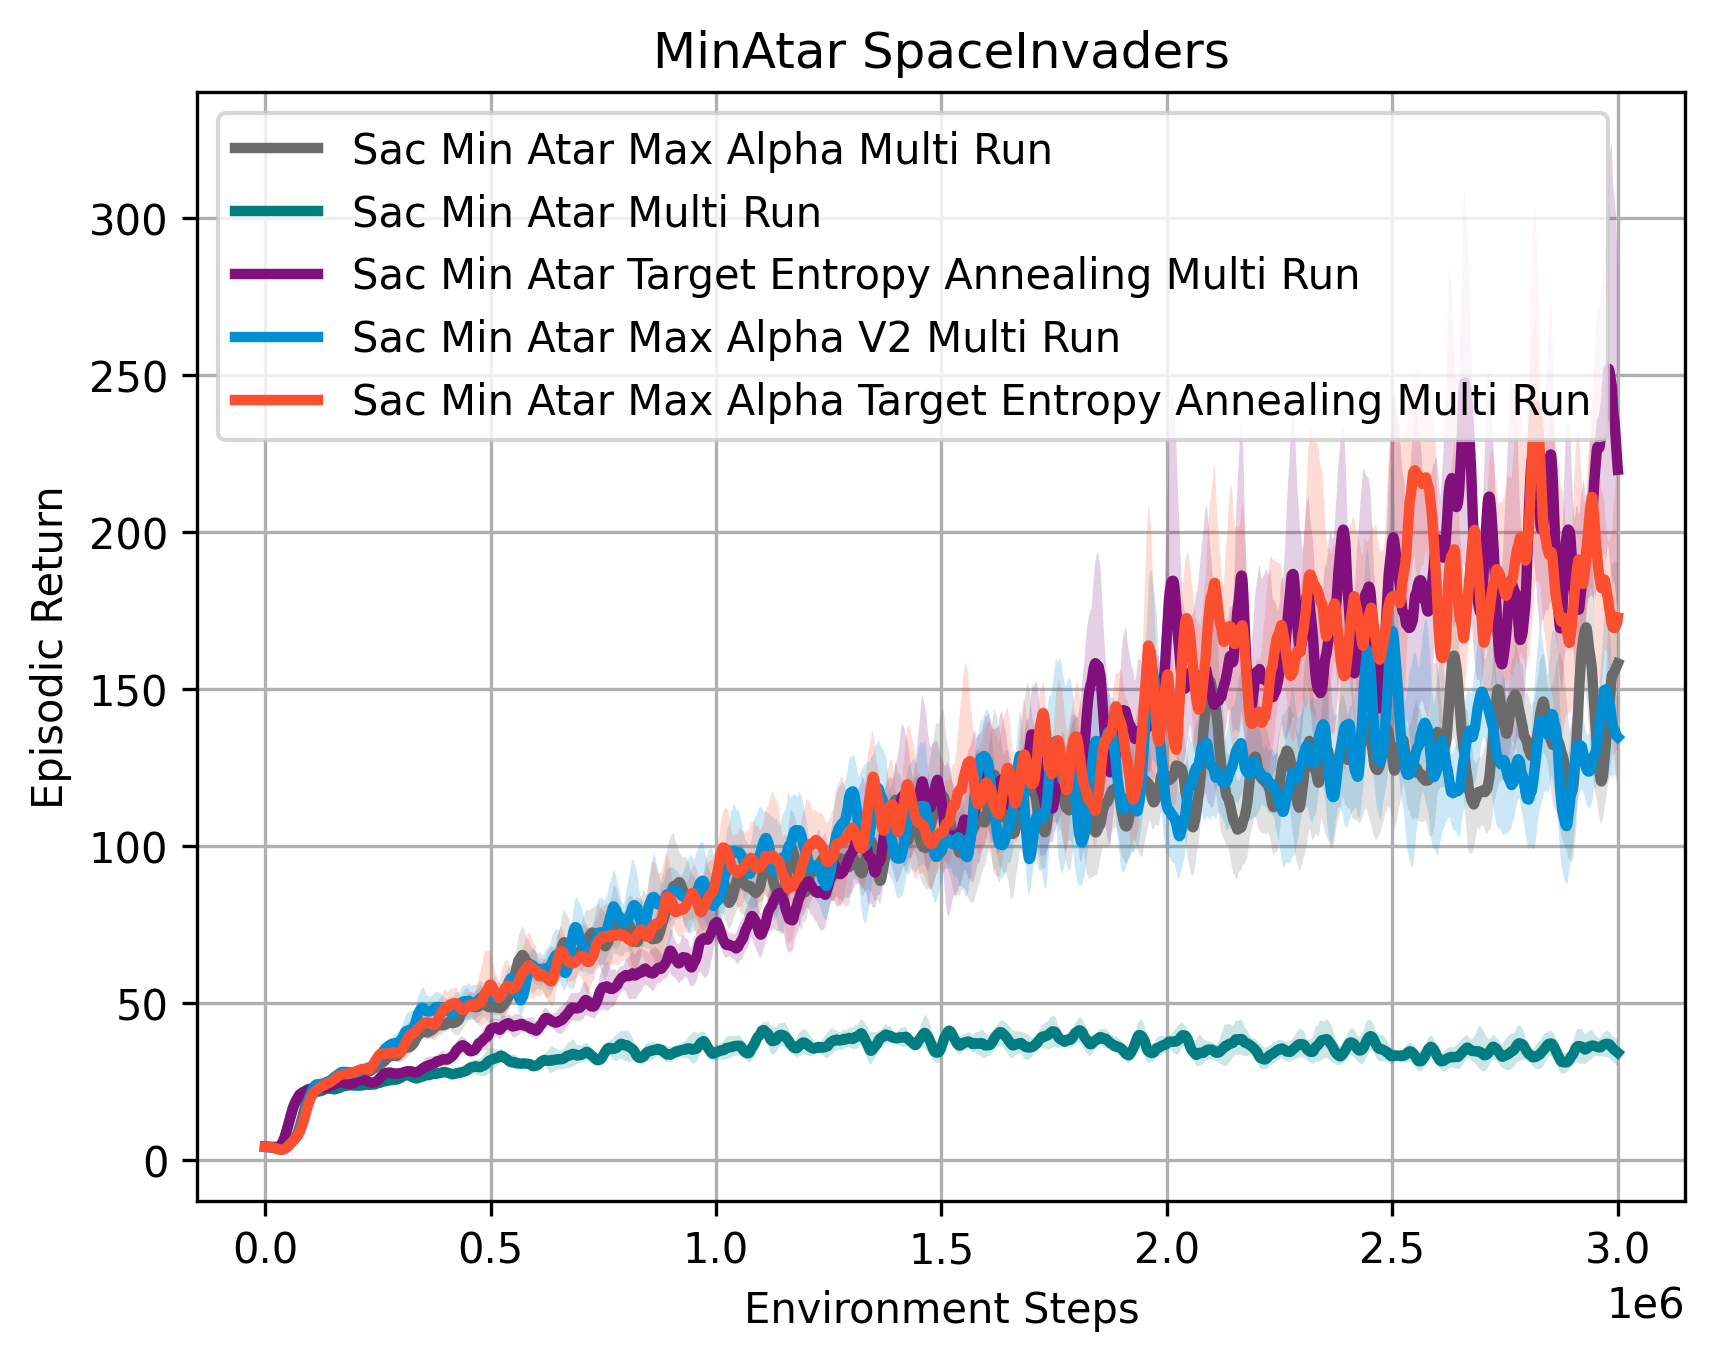 MinAtar SpaceInvaders
Sac Min Atar Max Alpha Multi Run
Sac Min Atar Multi Run
Sac Min Atar Target Entropy Annealing Multi Run
Sac Min Atar Max Alpha V2 Multi Run
Sac Min Atar Max Alpha Target Entropy Annealing Multi Run
Episodic Return
300
250
200
150
100
50
0
0.0 0.5 1.0 1.5 2.0 2.5 3.0
1e6
Environment Steps